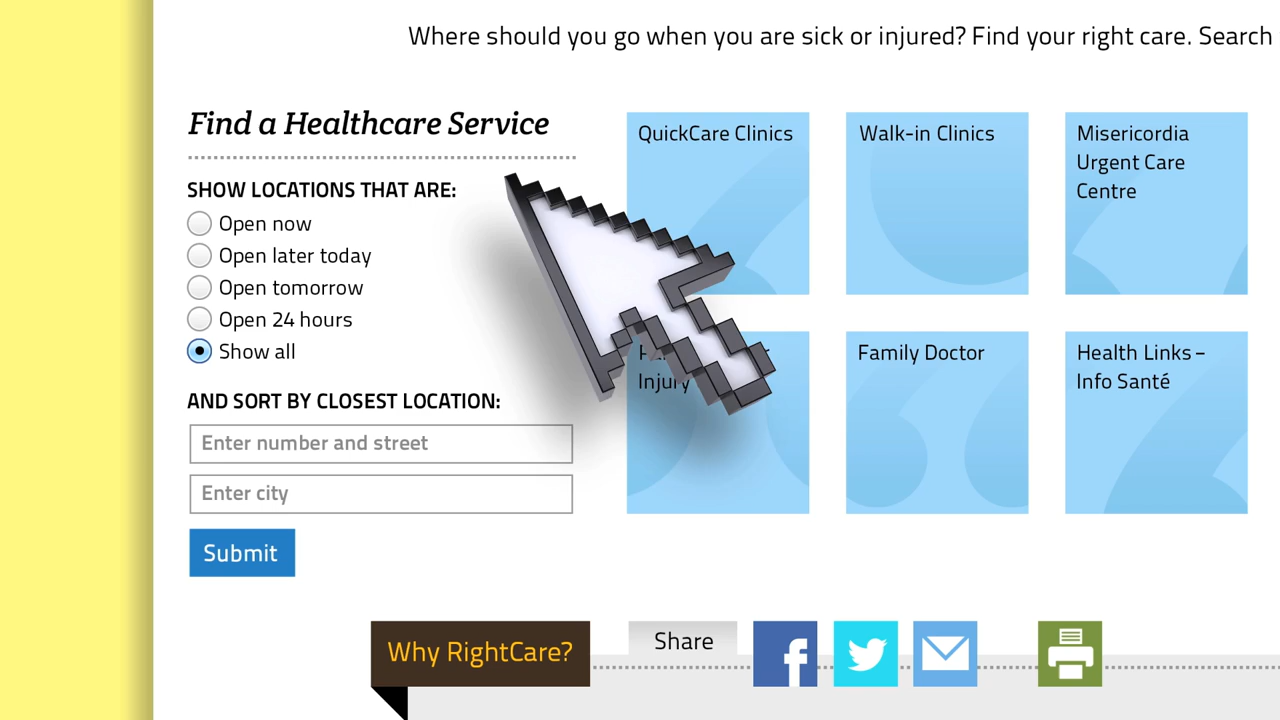 Where should you go when you are sick or injured? Find your right care. Search
Find a Healthcare Service
SHOW LOCATIONS THAT ARE:
Open now
Open later today
Open tomorrow
Open 24 hours
Show all
AND SORT BY CLOSEST LOCATION:
Enter number and street
Enter city
Submit
QuickCare Clinics
Walk-in Clinics
Misericordia
Urgent Care
Centre
Injury
Family Doctor
Health Links –
Info Santé
Why RightCare?
Share